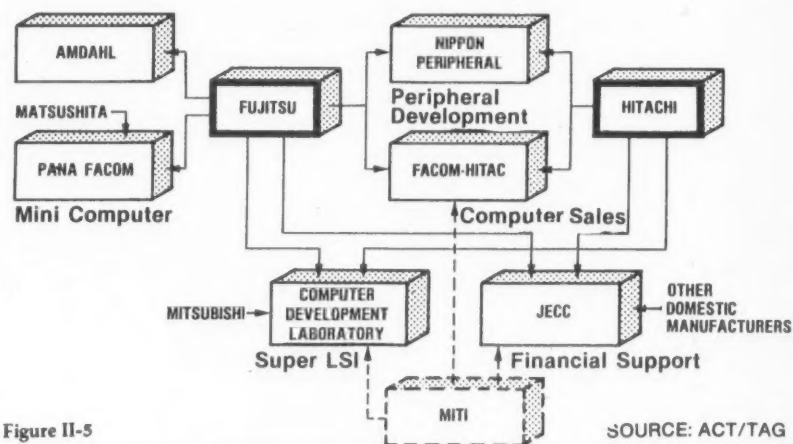 AMDAHL
NIPPON
PERIPHERAL
MATSUSHITA
FUJITSU
Peripheral
Development
HITACHI
PANA FACOM
FACOM-HITAC
Mini Computer
Computer Sales
MITSUBISHI
COMPUTER
DEVELOPMENT
LABORATORY
JECC
OTHER
DOMESTIC
MANUFACTURERS
Super LSI
Financial Support
MITI
Figure II-5
SOURCE: ACT/TAG